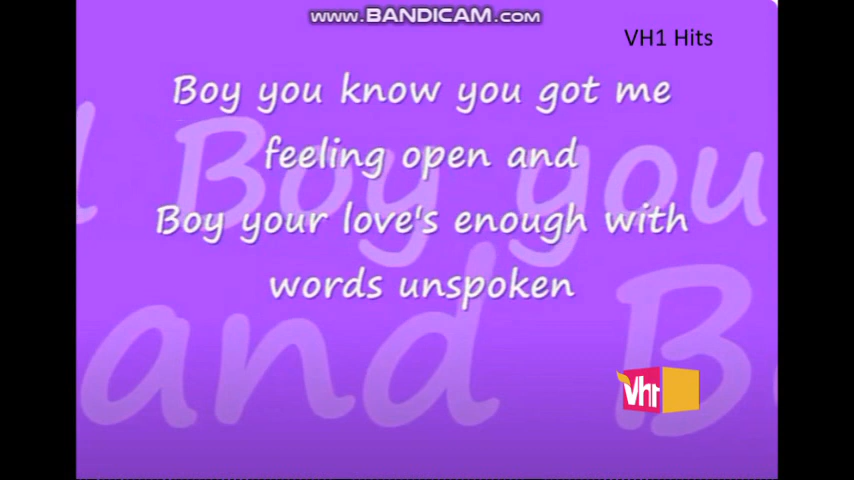 www.BANDICAM.com
VH1 Hits
Boy you know you got me
feeling open and
Boy your love's enough with
words unspoken
d Boy you
and B
Vh1